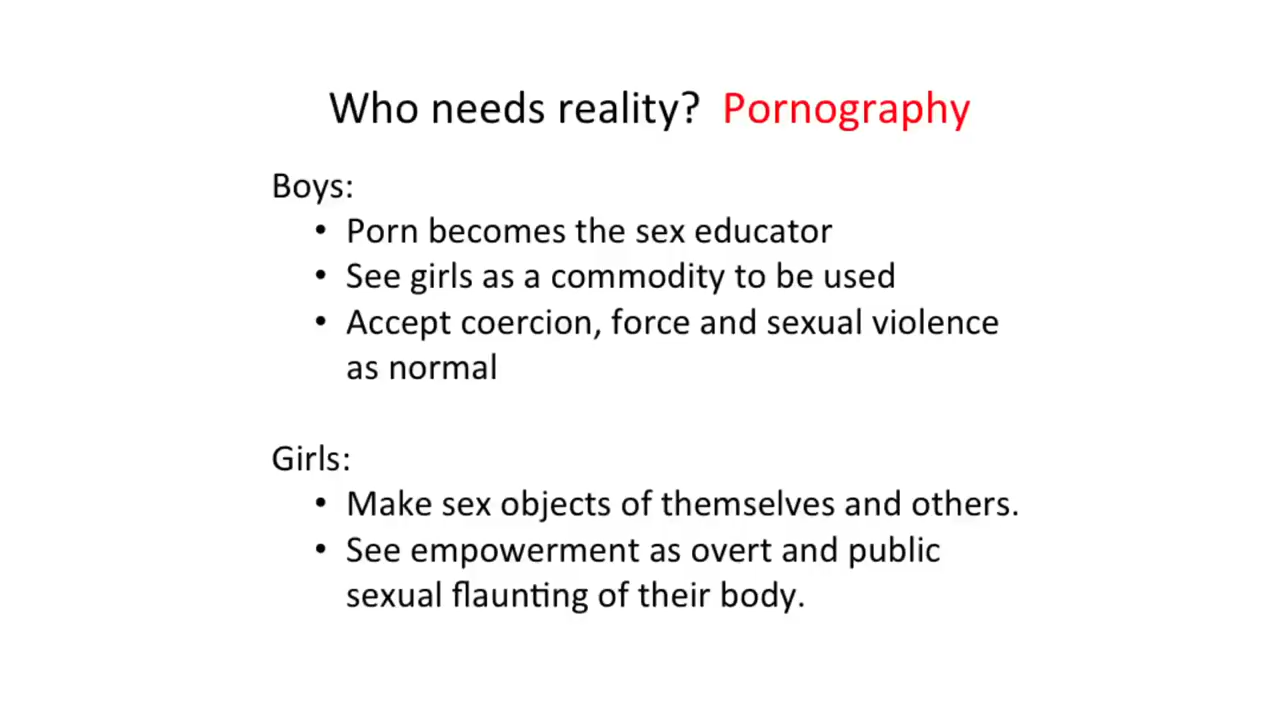 Who needs reality? Pornography
Boys:
• Porn becomes the sex educator
• See girls as a commodity to be used
• Accept coercion, force and sexual violence
as normal
Girls:
• Make sex objects of themselves and others.
• See empowerment as overt and public
sexual flaunting of their body.